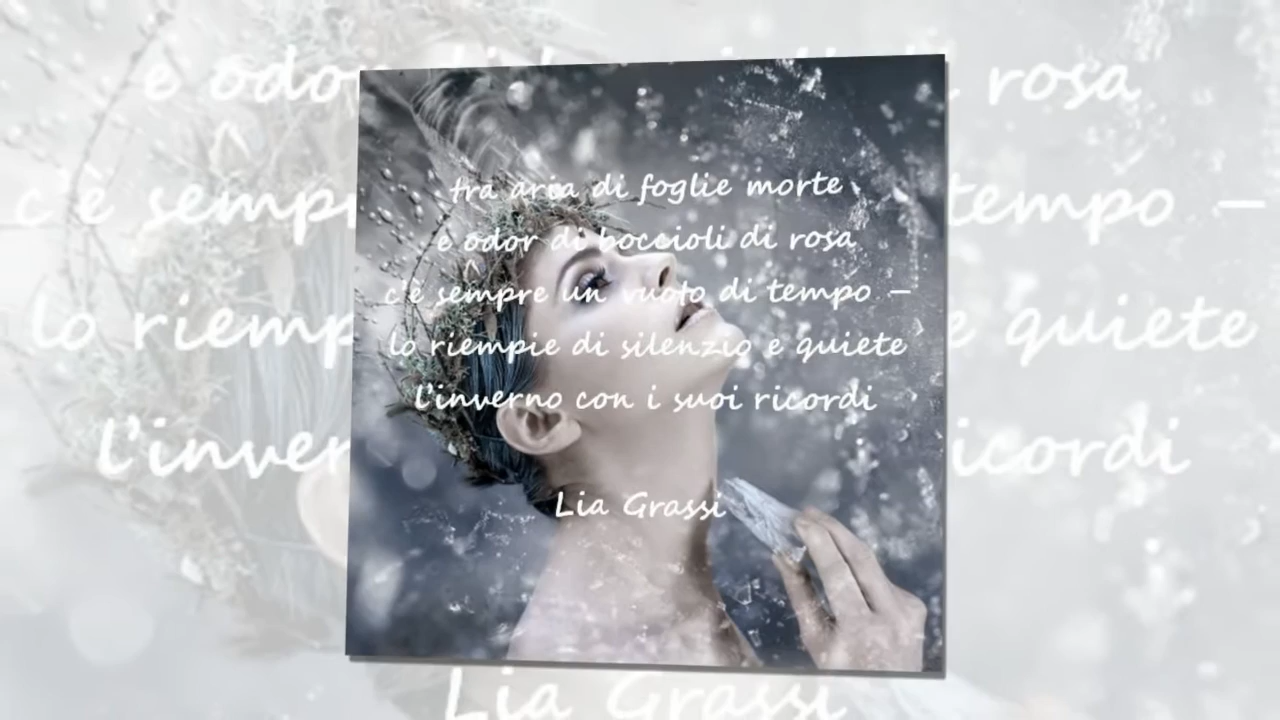 tra aria di foglie morte
e odor di boccioli di rosa
c'è sempre un vuoto di tempo –
lo riempie di silenzio e quiete
l'inverno con i suoi ricordi
Lia Grassi